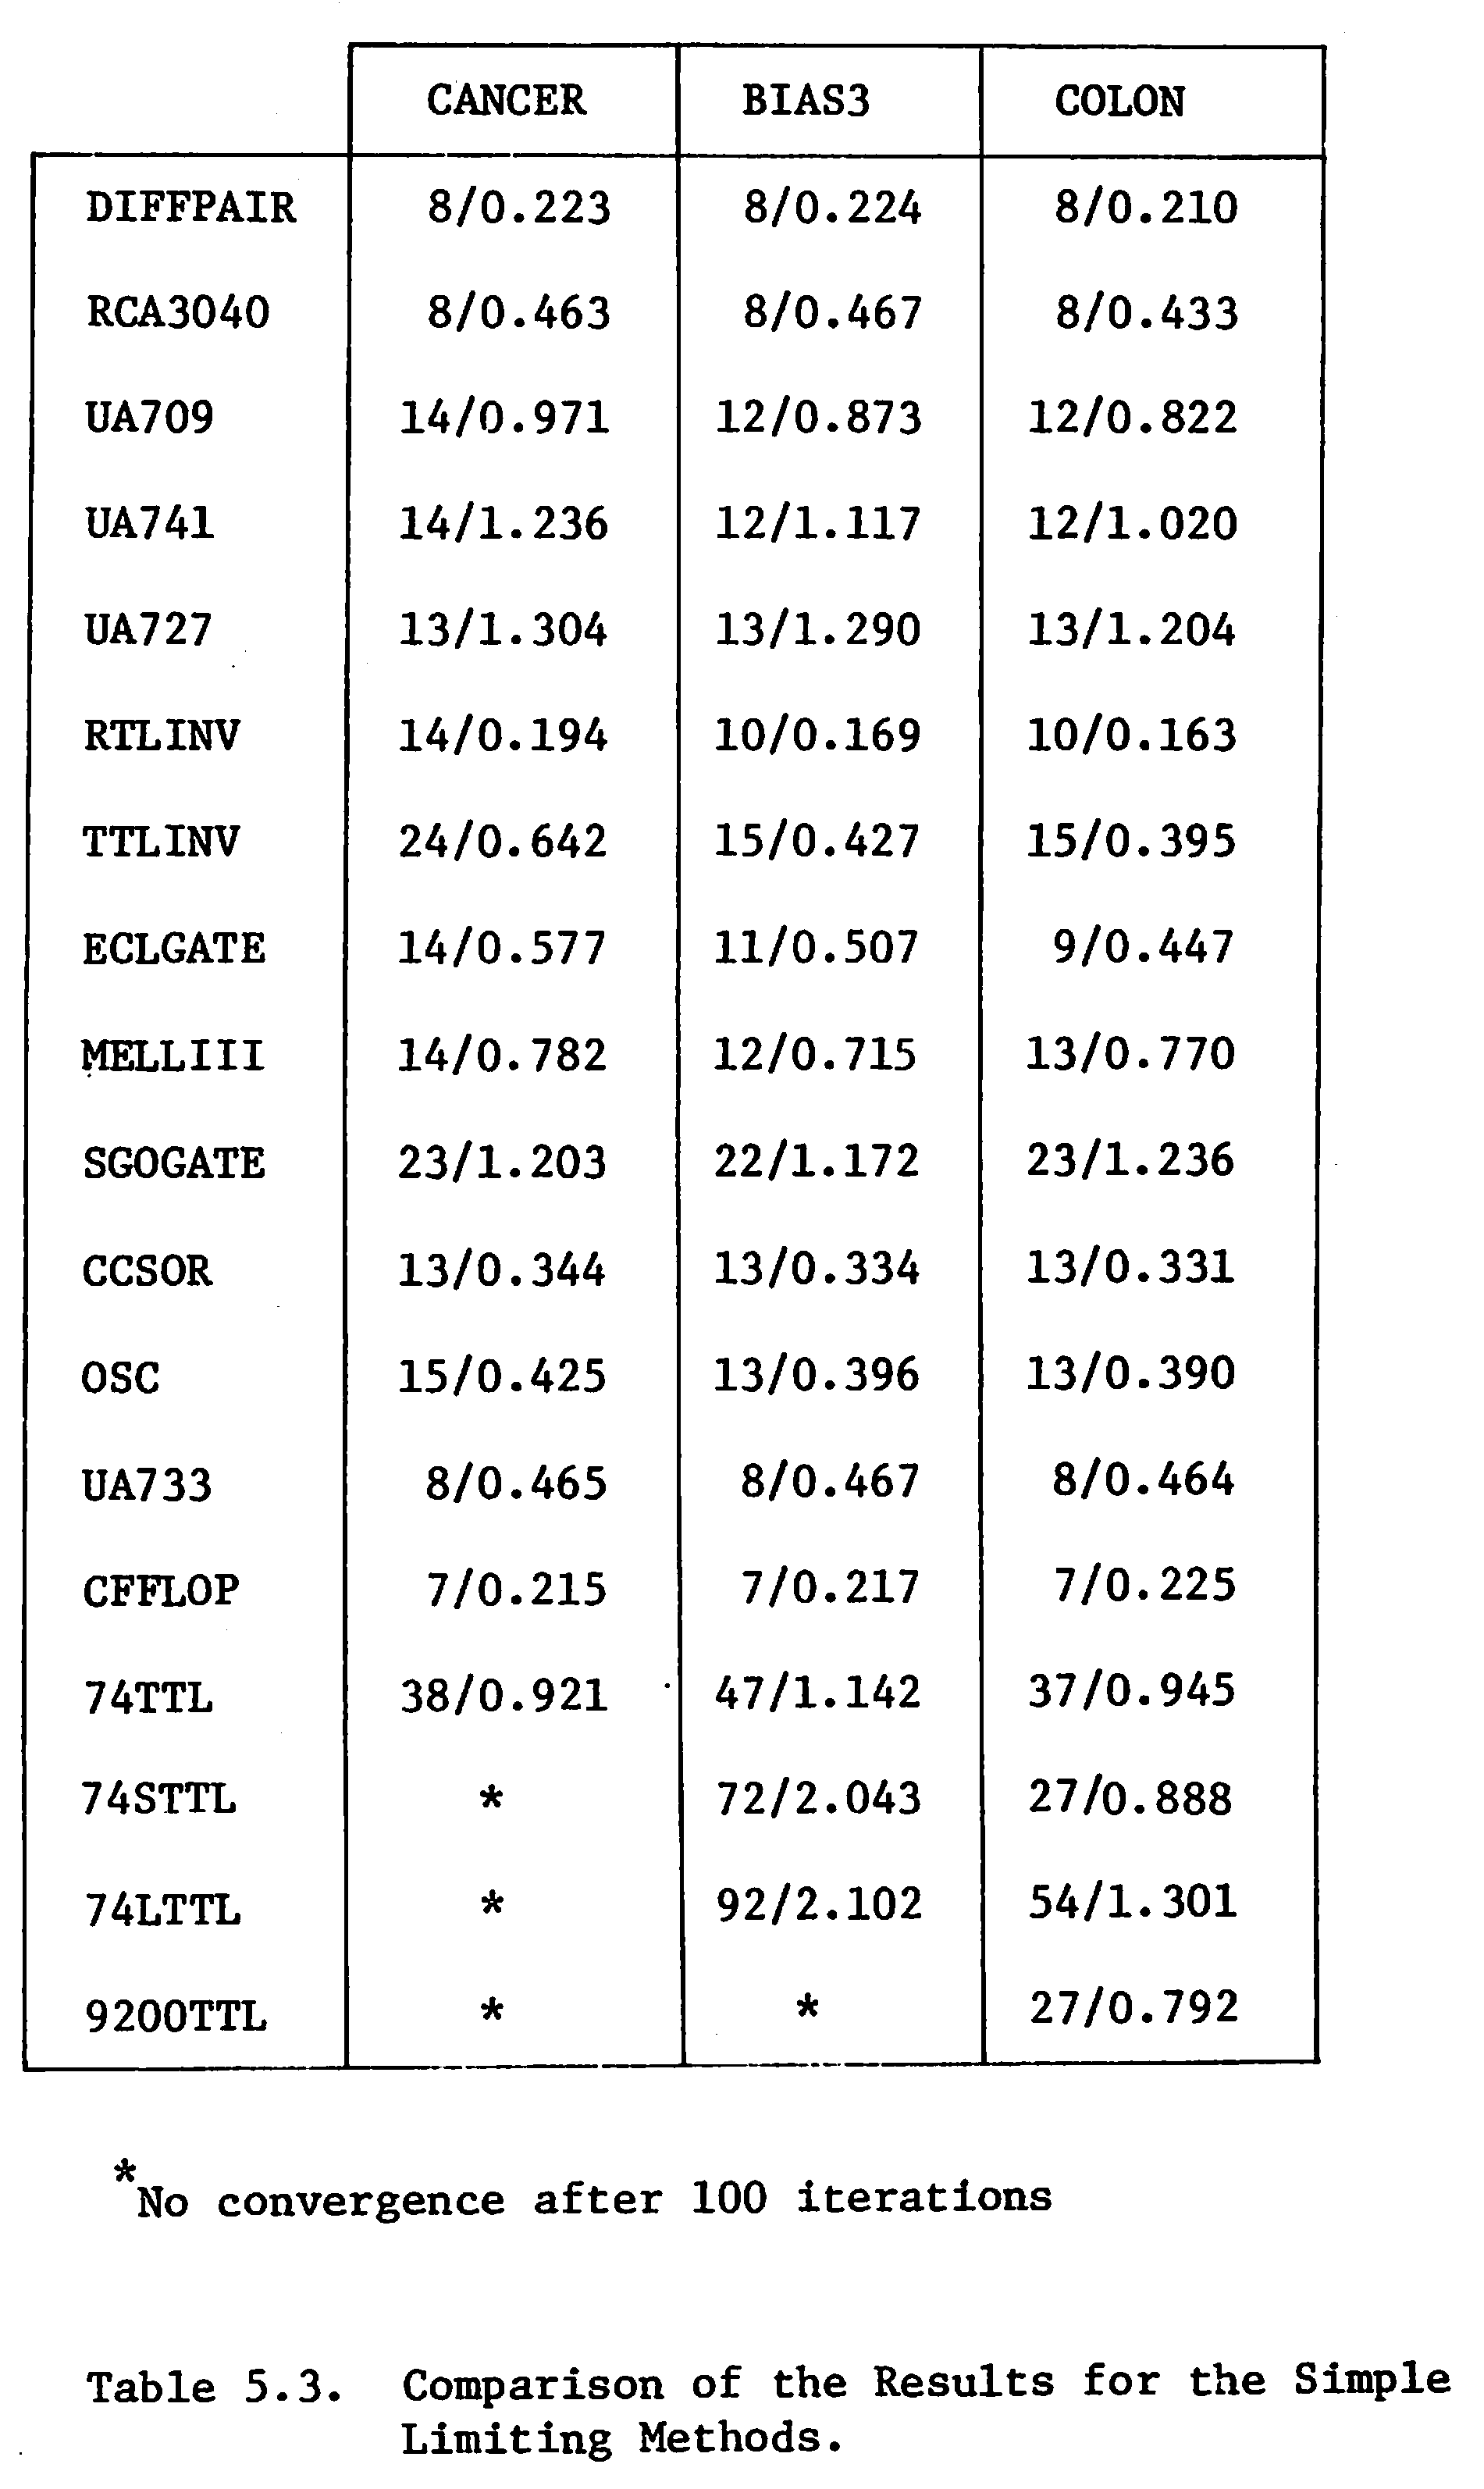 CANCER BIAS3 COLON
DIFFPAIR 8/0.223 8/0.224 8/0.210
RCA3040 8/0.463 8/0.467 8/0.433
UA709 14/0.971 12/0.873 12/0.822
UA741 14/1.236 12/1.117 12/1.020
UA727 13/1.304 13/1.290 13/1.204
RTLINV 14/0.194 10/0.169 10/0.163
TTLINV 24/0.642 15/0.427 15/0.395
ECLGATE 14/0.577 11/0.507 9/0.447
MELLIII 14/0.782 12/0.715 13/0.770
SGOGATE 23/1.203 22/1.172 23/1.236
CCSOR 13/0.344 13/0.334 13/0.331
OSC 15/0.425 13/0.396 13/0.390
UA733 8/0.465 8/0.467 8/0.464
CFFLOP 7/0.215 7/0.217 7/0.225
74TTL 38/0.921 47/1.142 37/0.945
74STTL * 72/2.043 27/0.888
74LTTL * 92/2.102 54/1.301
9200TTL * * 27/0.792
*No convergence after 100 iterations
Table 5.3. Comparison of the Results for the Simple
Limiting Methods.